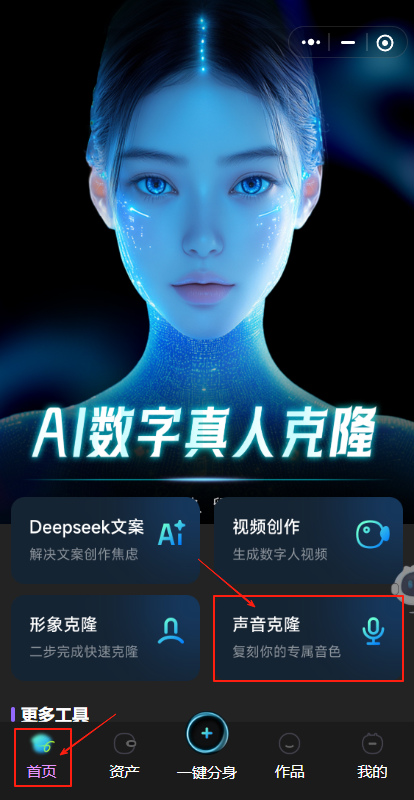 AI数字真人克隆
Deepseek文案
解决文案创作焦虑
Ai
视频创作
生成数字人视频
形象克隆
二步完成快速克隆
声音克隆
复刻你的专属音色
更多工具
首页
资产
一键分身
作品
我的